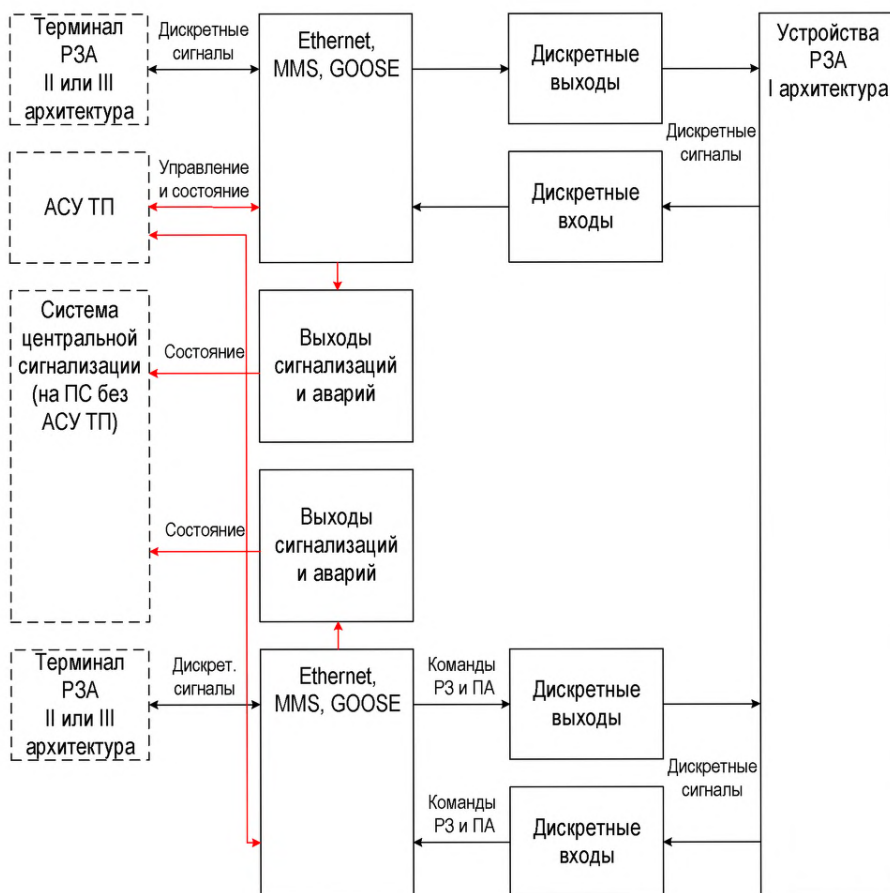 Терминал
РЗА
II или III
архитектура
Дискретные
сигналы
Ethernet,
MMS, GOOSE
Дискретные
выходы
Устройства
РЗА
I архитектура
Дискретные
сигналы
АСУ ТП
Управление
и состояние
Дискретные
входы
Система
центральной
сигнализации
(на ПС без
АСУ ТП)
Состояние
Выходы
сигнализаций
и аварий
Состояние
Выходы
сигнализаций
и аварий
Терминал
РЗА
II или III
архитектура
Дискрет.
сигналы
Ethernet,
MMS, GOOSE
Команды
РЗ и ПА
Дискретные
выходы
Дискретные
сигналы
Команды
РЗ и ПА
Дискретные
входы